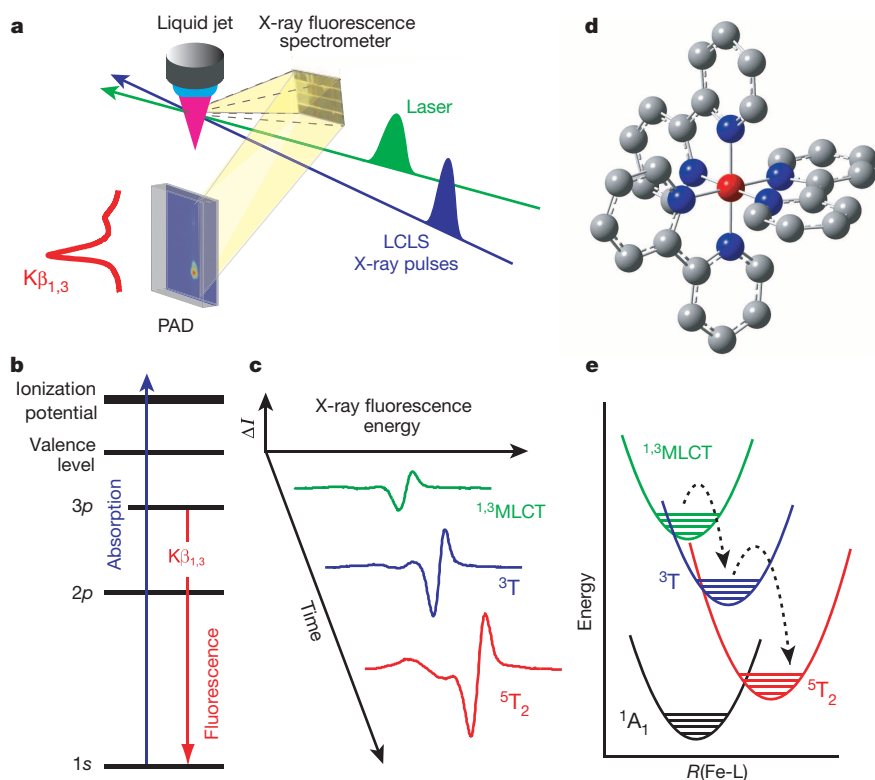 a
Liquid jet
X-ray fluorescence
spectrometer
Laser
LCLS
X-ray pulses
Kβ1,3
PAD
d
b
Ionization
potential
Valence
level
3p
2p
1s
Absorption
Kβ1,3
Fluorescence
c
X-ray fluorescence
energy
ΔI
1,3MLCT
3T
5T2
Time
e
1,3MLCT
3T
5T2
1A1
Energy
R(Fe-L)